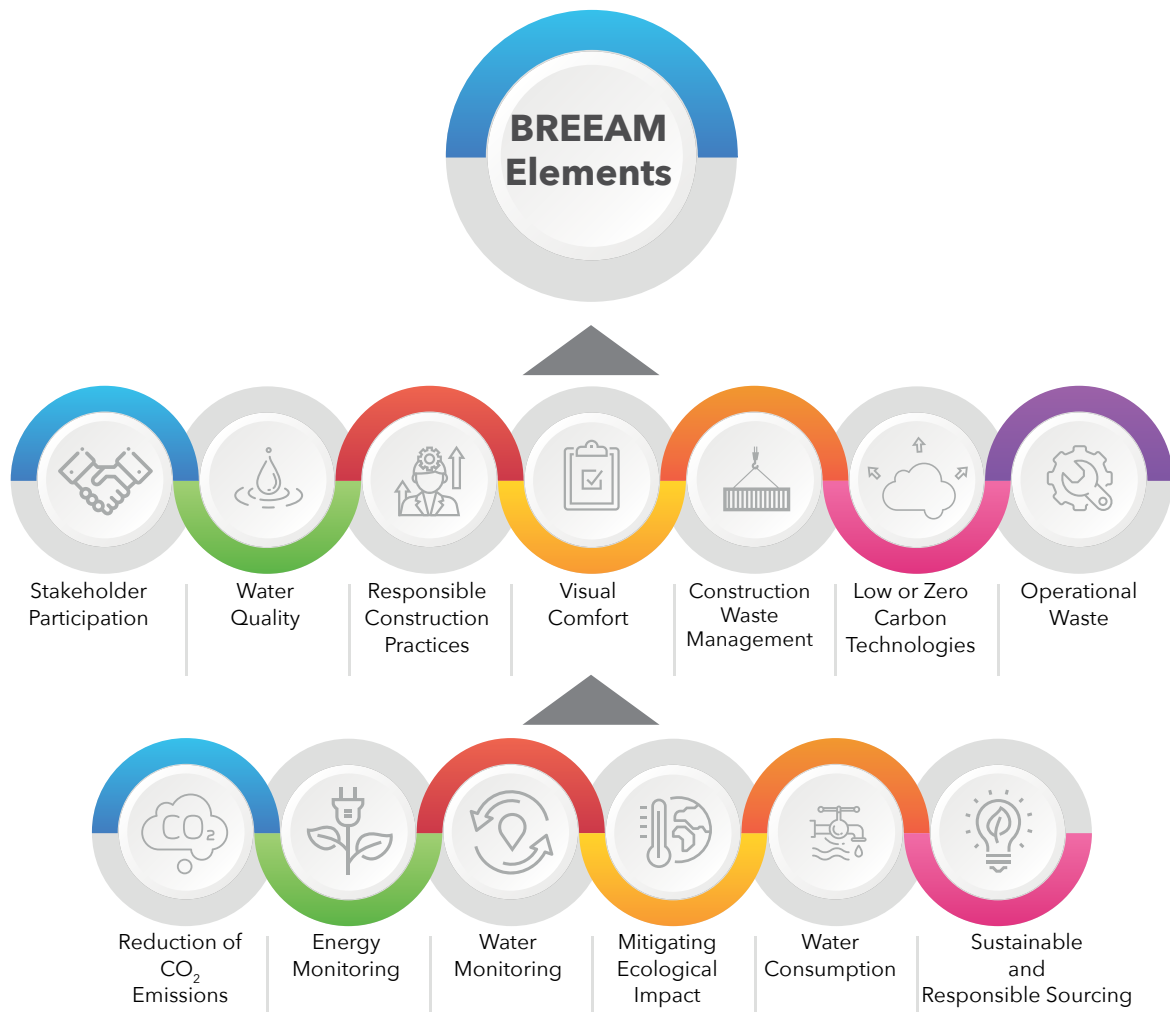 BREEAM
Elements
Stakeholder
Participation
Water
Quality
Responsible
Construction
Practices
Visual
Comfort
Construction
Waste
Management
Low or Zero
Carbon
Technologies
Operational
Waste
CO2
Reduction of
CO2
Emissions
Energy
Monitoring
Water
Monitoring
Mitigating
Ecological
Impact
Water
Consumption
Sustainable
and
Responsible Sourcing